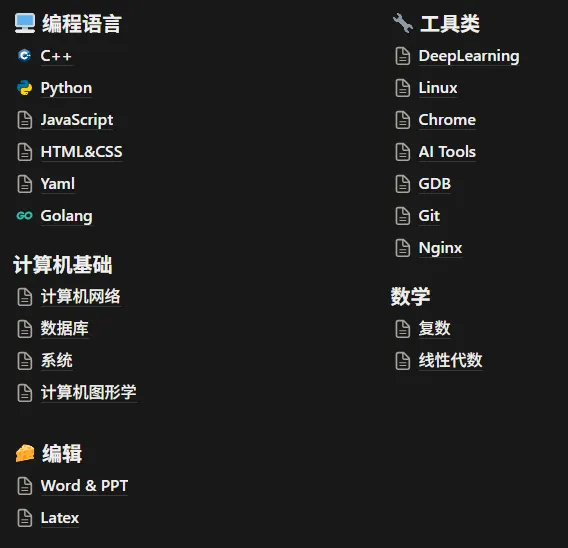 编程语言
C++
Python
JavaScript
HTML&CSS
Yaml
Golang
计算机基础
计算机网络
数据库
系统
计算机图形学
编辑
Word & PPT
Latex
工具类
DeepLearning
Linux
Chrome
AI Tools
GDB
Git
Nginx
数学
复数
线性代数